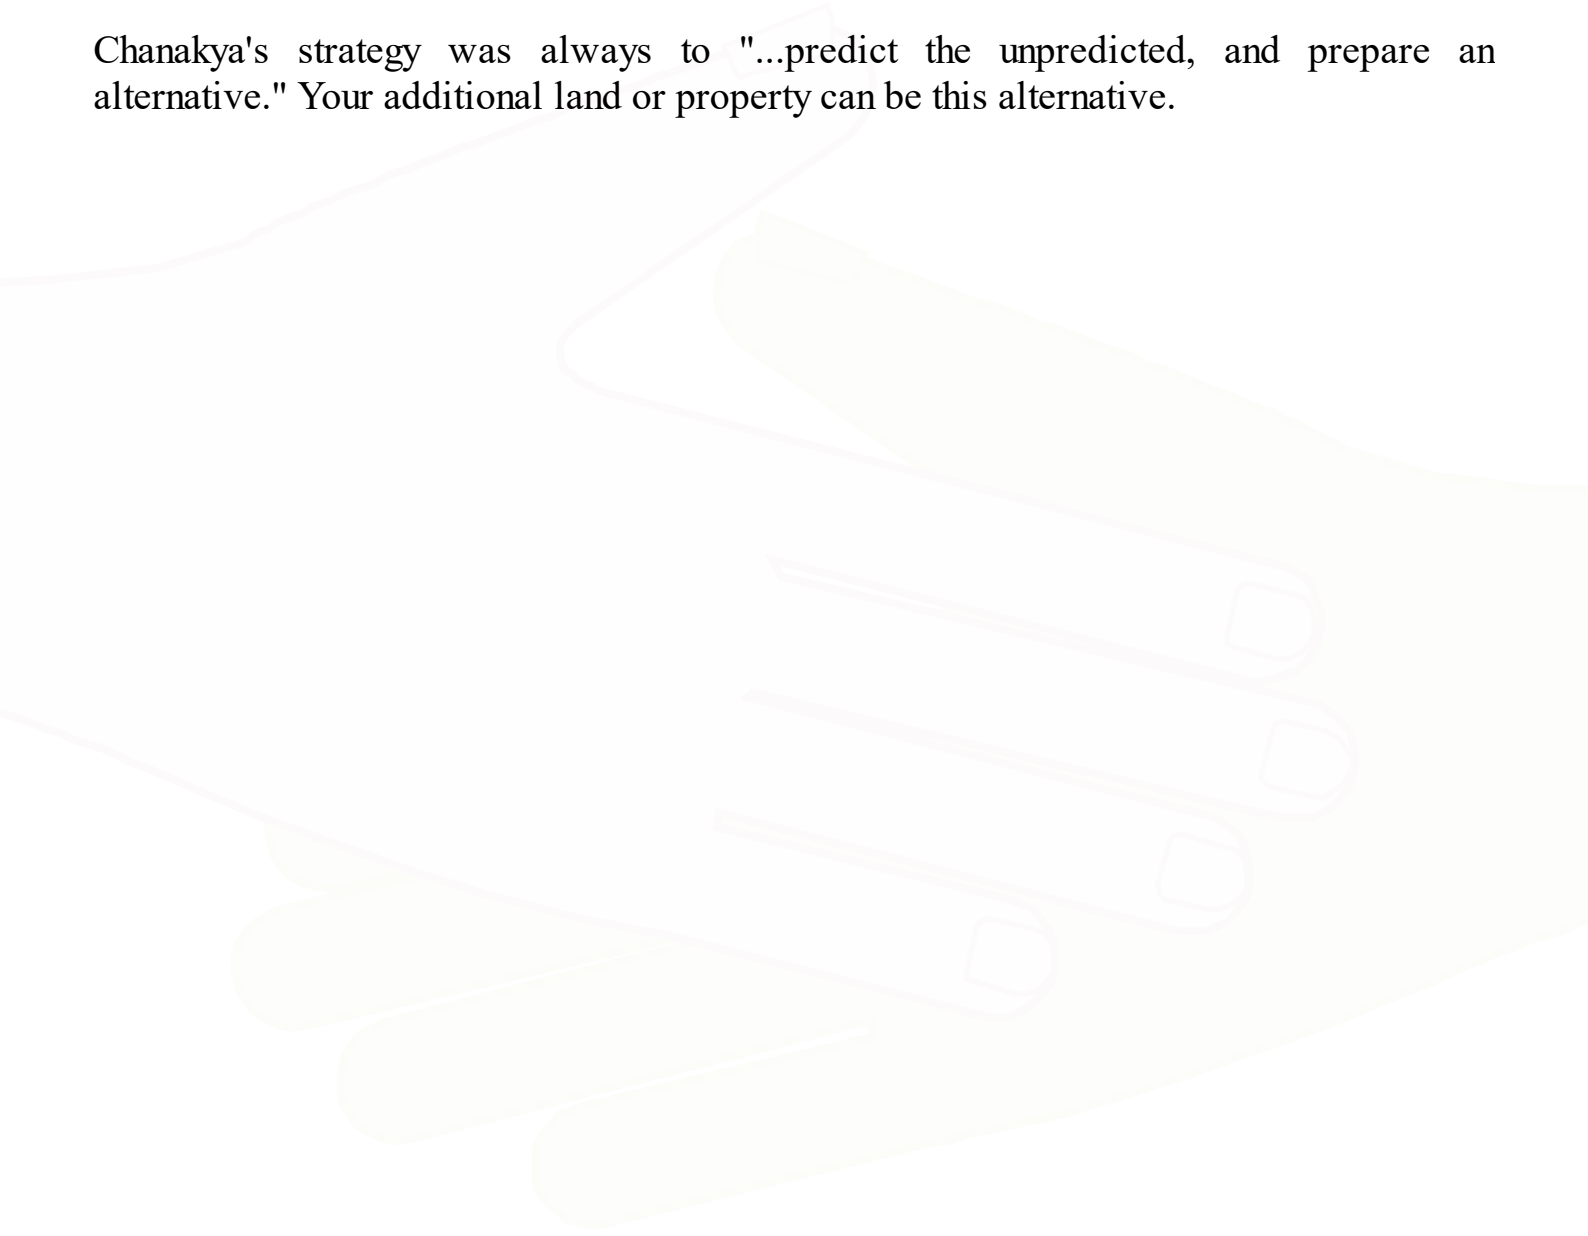 Chanakya's strategy was always to "...predict the unpredicted, and prepare an
alternative." Your additional land or property can be this alternative.